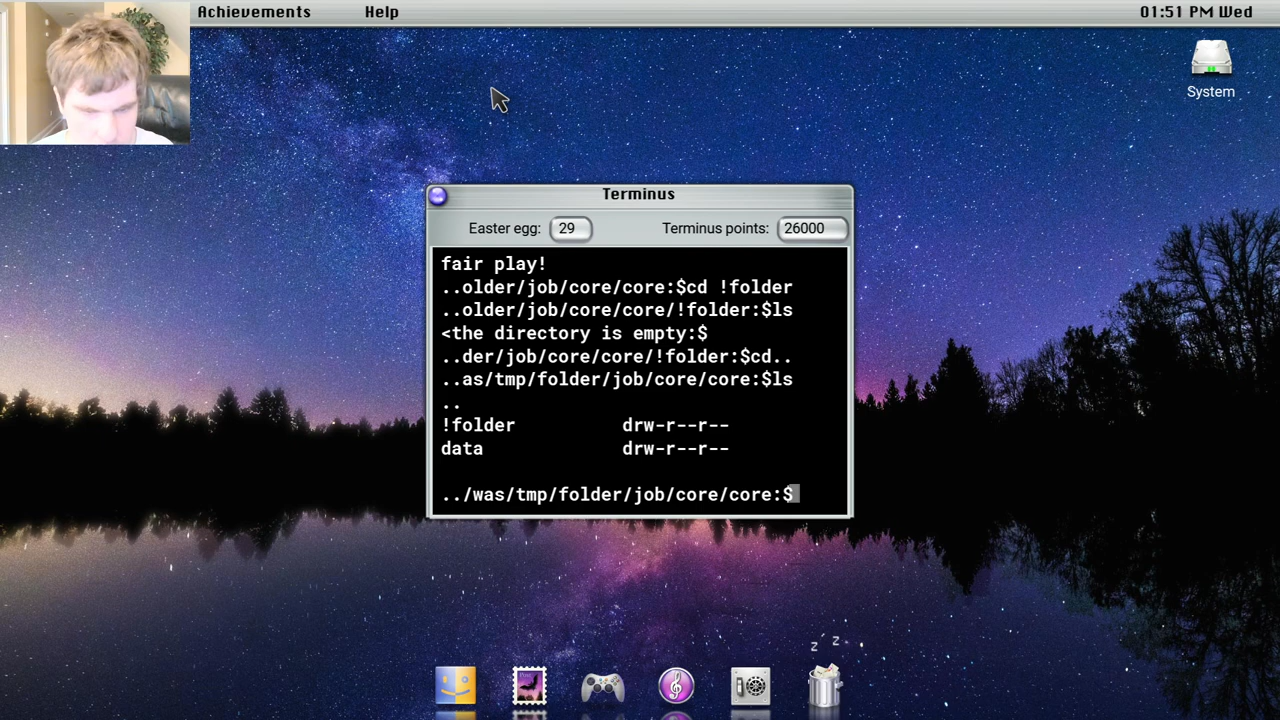 Achievements Help 01:51 PM Wed
System
Terminus
Easter egg: 29 Terminus points: 26000
fair play!
..older/job/core/core:$cd !folder
..older/job/core/core/!folder:$ls
<the directory is empty:$
..der/job/core/core/!folder:$cd..
..as/tmp/folder/job/core/core:$ls
..
!folder drw-r--r--
data drw-r--r--
../was/tmp/folder/job/core/core:$
z z